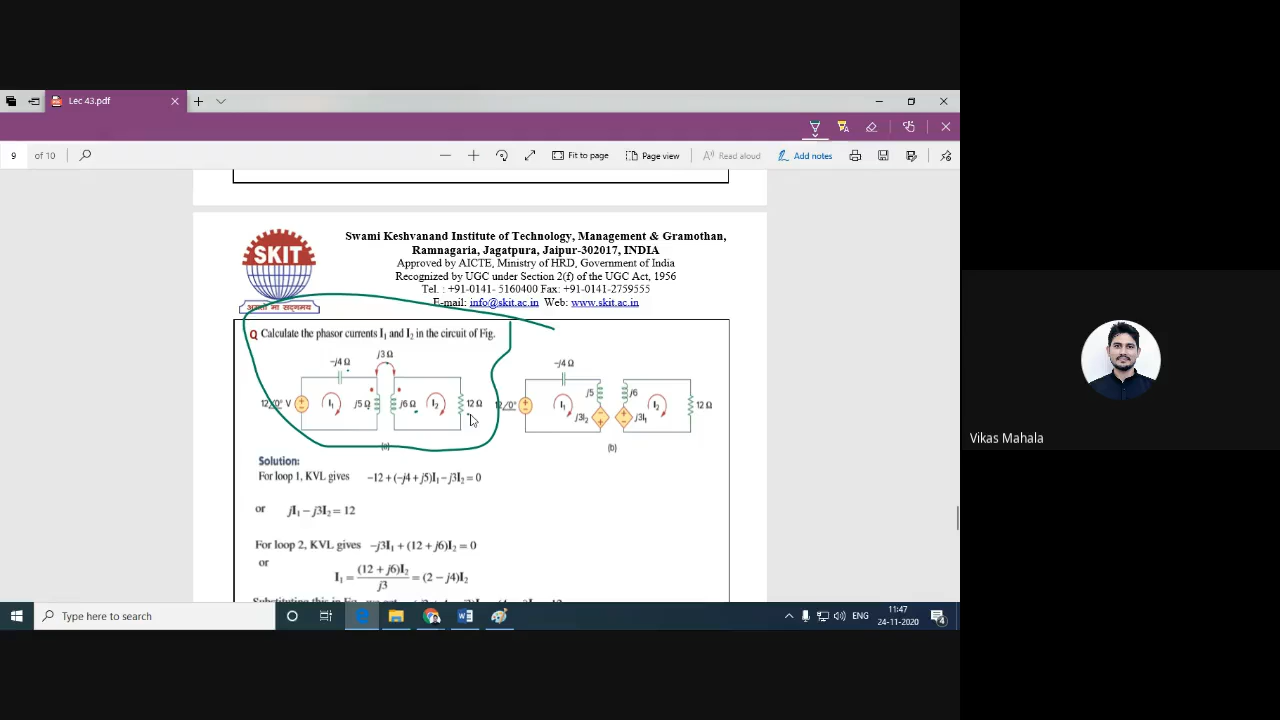 Lec 43.pdf
9 of 10
Fit to page
Page view
Read aloud
Add notes
SKIT
Swami Keshvanand Institute of Technology, Management & Gramothan,
Ramnagaria, Jagatpura, Jaipur-302017, INDIA
Approved by AICTE, Ministry of HRD, Government of India
Recognized by UGC under Section 2(f) of the UGC Act, 1956
Tel. : +91-0141- 5160400 Fax: +91-0141-2759555
E-mail: info@skit.ac.in Web: www.skit.ac.in
Q Calculate the phasor currents I₁ and I₂ in the circuit of Fig.
-j4 Ω
j3 Ω
12/0° V
I₁
j5 Ω
j6 Ω
I₂
12 Ω
(a)
-j4 Ω
12/0°
I₁
j5
j3I₂
j6
j3I₁
I₂
12 Ω
(b)
Solution:
For loop 1, KVL gives −12 + (−j4 + j5)I₁ − j3I₂ = 0
or jI₁ − j3I₂ = 12
For loop 2, KVL gives −j3I₁ + (12 + j6)I₂ = 0
or
I₁ = (12 + j6)I₂ / j3 = (2 − j4)I₂
Vikas Mahala
Type here to search
ENG
11:47
24-11-2020
4